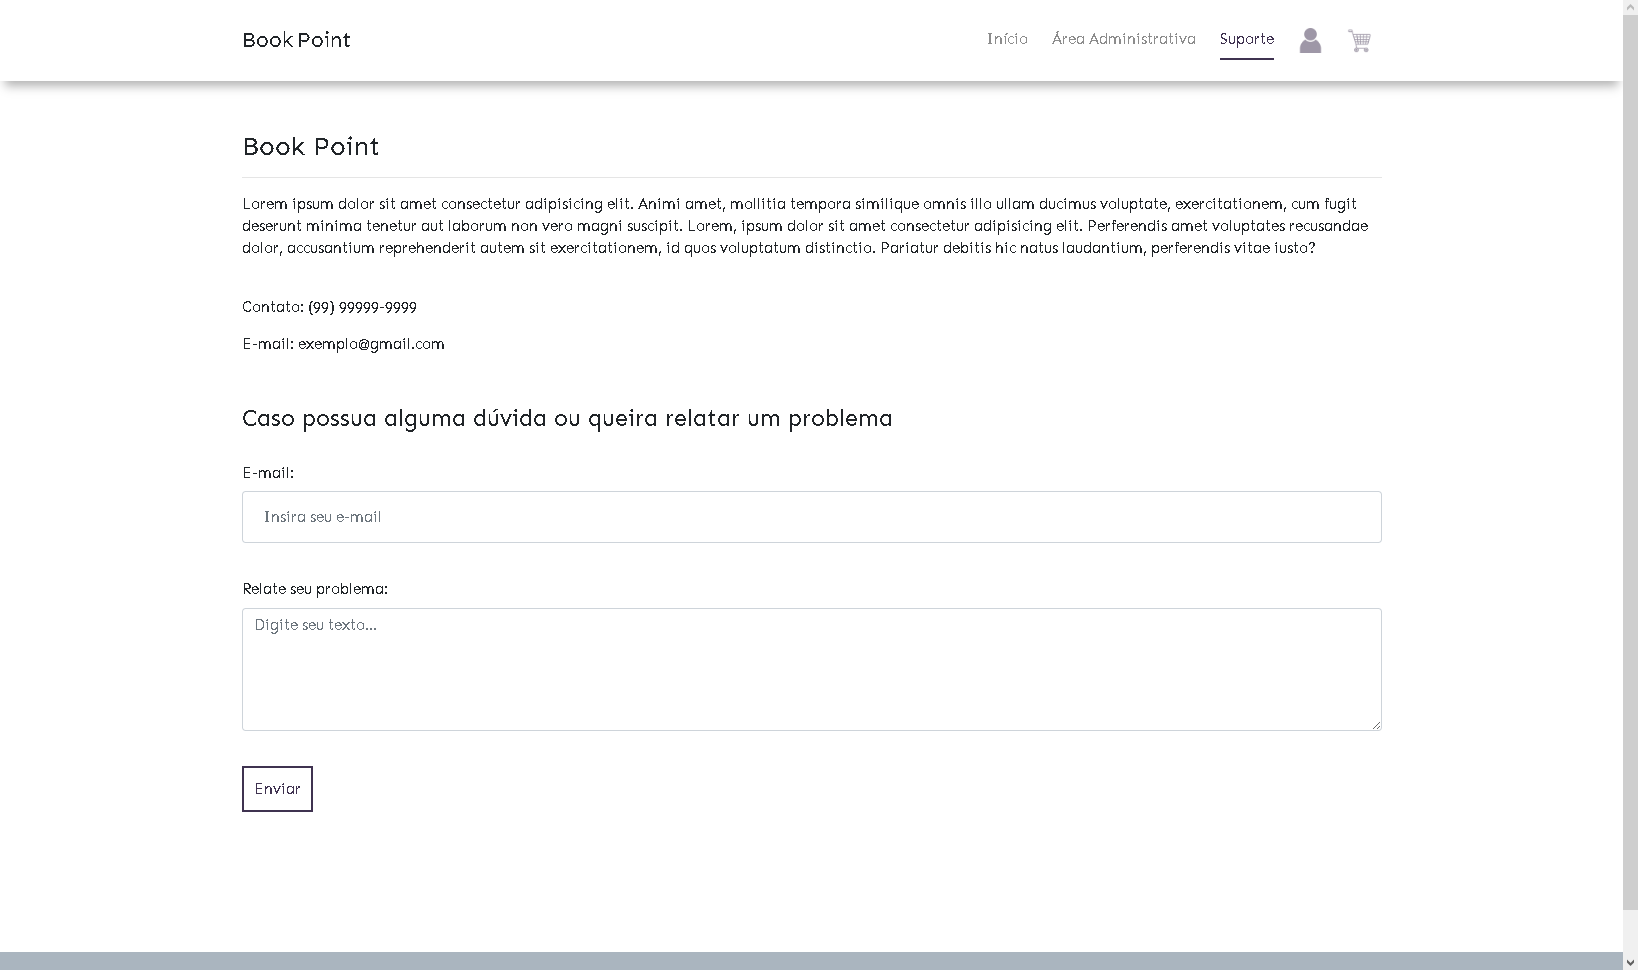 Book Point
Início Área Administrativa Suporte
Book Point
Lorem ipsum dolor sit amet consectetur adipisicing elit. Animi amet, mollitia tempora similique omnis illo ullam ducimus voluptate, exercitationem, cum fugit
deserunt minima tenetur aut laborum non vero magni suscipit. Lorem, ipsum dolor sit amet consectetur adipisicing elit. Perferendis amet voluptates recusandae
dolor, accusantium reprehenderit autem sit exercitationem, id quos voluptatum distinctio. Pariatur debitis hic natus laudantium, perferendis vitae iusto?
Contato: (99) 99999-9999
E-mail: exemplo@gmail.com
Caso possua alguma dúvida ou queira relatar um problema
E-mail:
Insira seu e-mail
Relate seu problema:
Digite seu texto...
Enviar